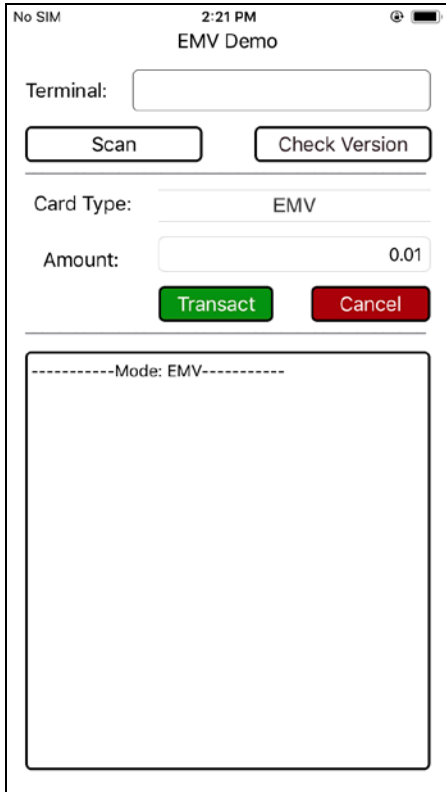 No SIM 2:21 PM
EMV Demo
Terminal:
Scan Check Version
Card Type: EMV
Amount: 0.01
Transact Cancel
-----------Mode: EMV-----------